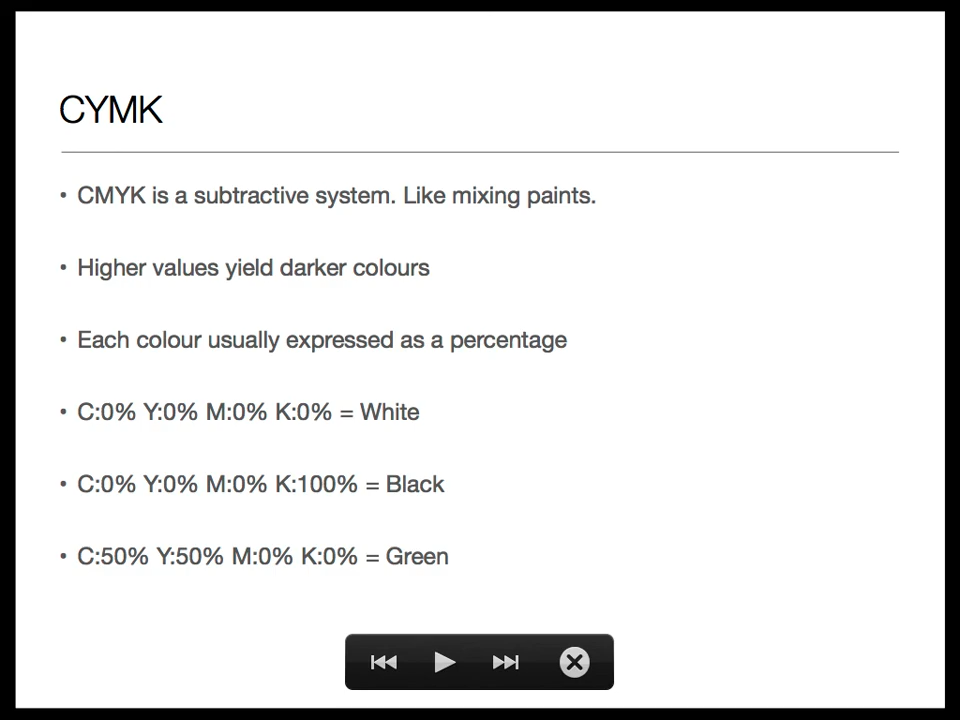 CYMK
• CMYK is a subtractive system. Like mixing paints.
• Higher values yield darker colours
• Each colour usually expressed as a percentage
• C:0% Y:0% M:0% K:0% = White
• C:0% Y:0% M:0% K:100% = Black
• C:50% Y:50% M:0% K:0% = Green